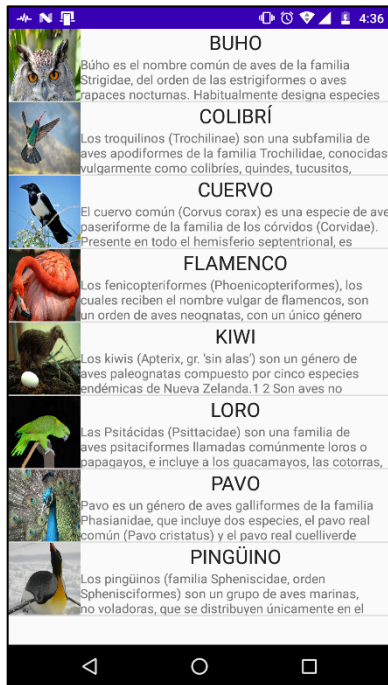 4:36
BUHO
Búho es el nombre común de aves de la familia
Strigidae, del orden de las estrigiformes o aves
rapaces nocturnas. Habitualmente designa especies
COLIBRÍ
Los troquilinos (Trochilinae) son una subfamilia de
aves apodiformes de la familia Trochilidae, conocidas
vulgarmente como colibríes, quindes, tucusitos,
CUERVO
El cuervo común (Corvus corax) es una especie de ave
paseriforme de la familia de los córvidos (Corvidae).
Presente en todo el hemisferio septentrional, es
FLAMENCO
Los fenicopteriformes (Phoenicopteriformes), los
cuales reciben el nombre vulgar de flamencos, son
un orden de aves neognatas, con un único género
KIWI
Los kiwis (Apterix, gr. 'sin alas') son un género de
aves paleognatas compuesto por cinco especies
endémicas de Nueva Zelanda.1 2 Son aves no
LORO
Las Psitácidas (Psittacidae) son una familia de
aves psitaciformes llamadas comúnmente loros o
papagayos, e incluye a los guacamayos, las cotorras,
PAVO
Pavo es un género de aves galliformes de la familia
Phasianidae, que incluye dos especies, el pavo real
común (Pavo cristatus) y el pavo real cuelliverde
PINGÜINO
Los pingüinos (familia Spheniscidae, orden
Sphenisciformes) son un grupo de aves marinas,
no voladoras, que se distribuyen únicamente en el